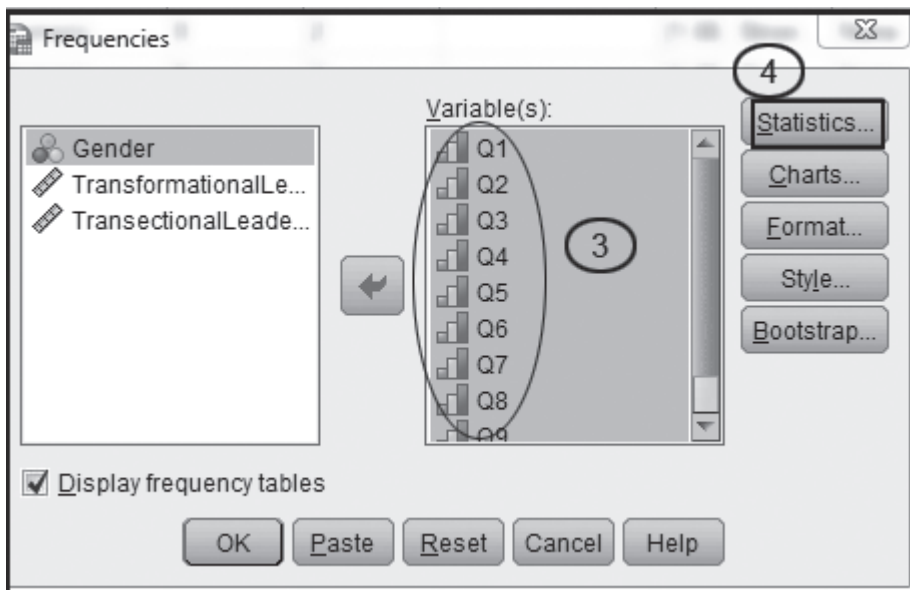 Frequencies
4
Variable(s):
Gender
TransformationalLe...
TransectionalLeade...
Q1
Q2
Q3
Q4
Q5
Q6
Q7
Q8
Q9
3
Statistics...
Charts...
Format...
Style...
Bootstrap...
Display frequency tables
OK
Paste
Reset
Cancel
Help